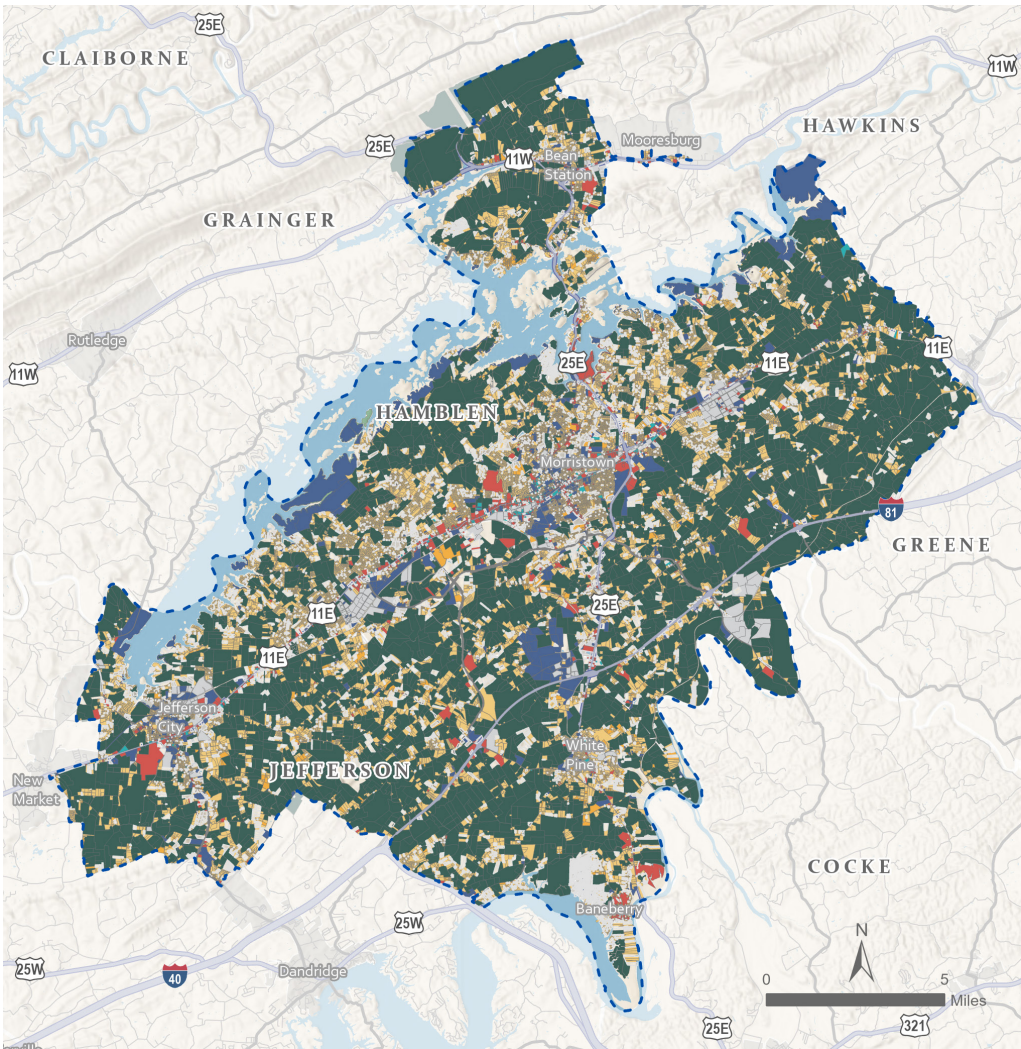 25E
CLAIBORNE
11W
HAWKINS
25E
Mooresburg
11W
Bean
Station
GRAINGER
Rutledge
11E
25E
11E
11W
HAMBLEN
Morristown
81
GREENE
25E
11E
11E
Jefferson
City
White
Pine
JEFFERSON
New
Market
COCKE
Baneberry
25W
N
25W
40
Dandridge
0 5
Miles
25E
321